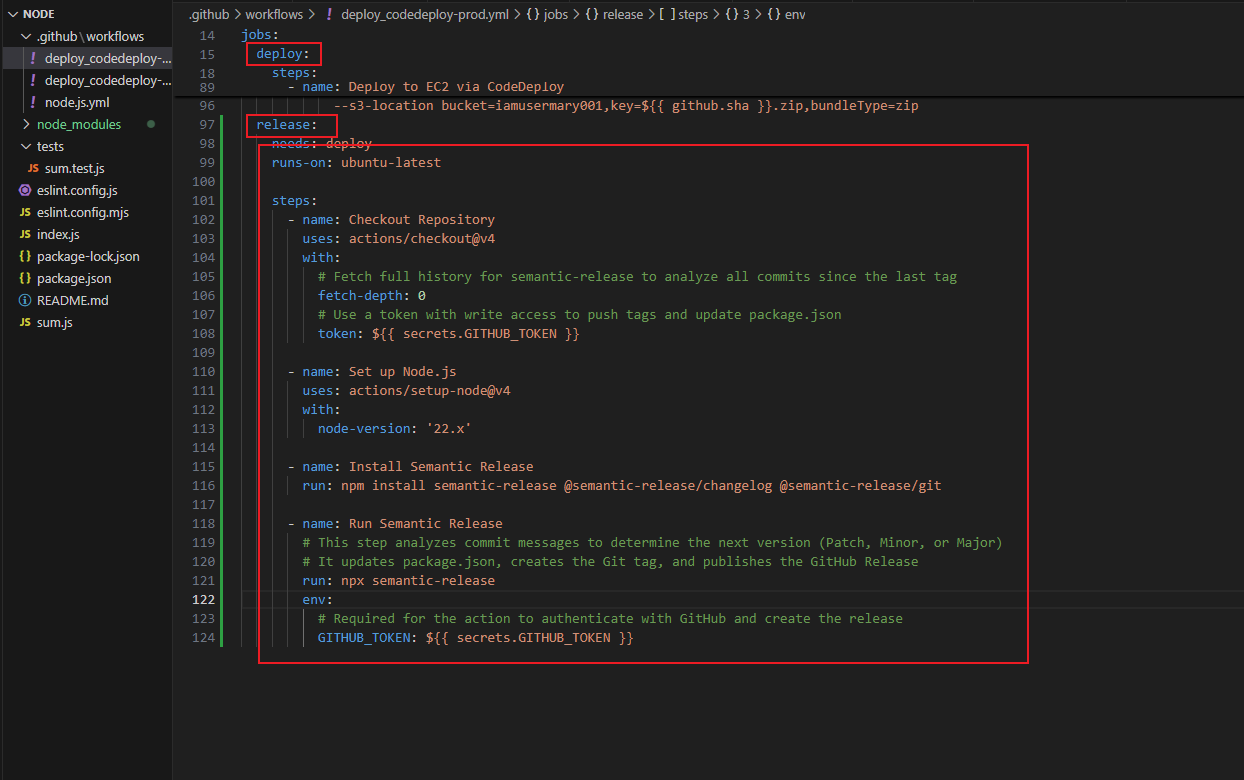 NODE
.github\workflows
deploy_codedeploy-...
deploy_codedeploy-...
node.js.yml
node_modules
tests
JS sum.test.js
eslint.config.js
JS eslint.config.mjs
JS index.js
{} package-lock.json
{} package.json
README.md
JS sum.js
.github > workflows > ! deploy_codedeploy-prod.yml > {} jobs > {} release > [ ] steps > {} 3 > {} env
14 jobs:
15 deploy:
18 steps:
89 - name: Deploy to EC2 via CodeDeploy
96 --s3-location bucket=iamusermary001,key=${{ github.sha }}.zip,bundleType=zip
97 release:
98 needs: deploy
99 runs-on: ubuntu-latest
100
101 steps:
102 - name: Checkout Repository
103 uses: actions/checkout@v4
104 with:
105 # Fetch full history for semantic-release to analyze all commits since the last tag
106 fetch-depth: 0
107 # Use a token with write access to push tags and update package.json
108 token: ${{ secrets.GITHUB_TOKEN }}
109
110 - name: Set up Node.js
111 uses: actions/setup-node@v4
112 with:
113 node-version: '22.x'
114
115 - name: Install Semantic Release
116 run: npm install semantic-release @semantic-release/changelog @semantic-release/git
117
118 - name: Run Semantic Release
119 # This step analyzes commit messages to determine the next version (Patch, Minor, or Major)
120 # It updates package.json, creates the Git tag, and publishes the GitHub Release
121 run: npx semantic-release
122 env:
123 # Required for the action to authenticate with GitHub and create the release
124 GITHUB_TOKEN: ${{ secrets.GITHUB_TOKEN }}